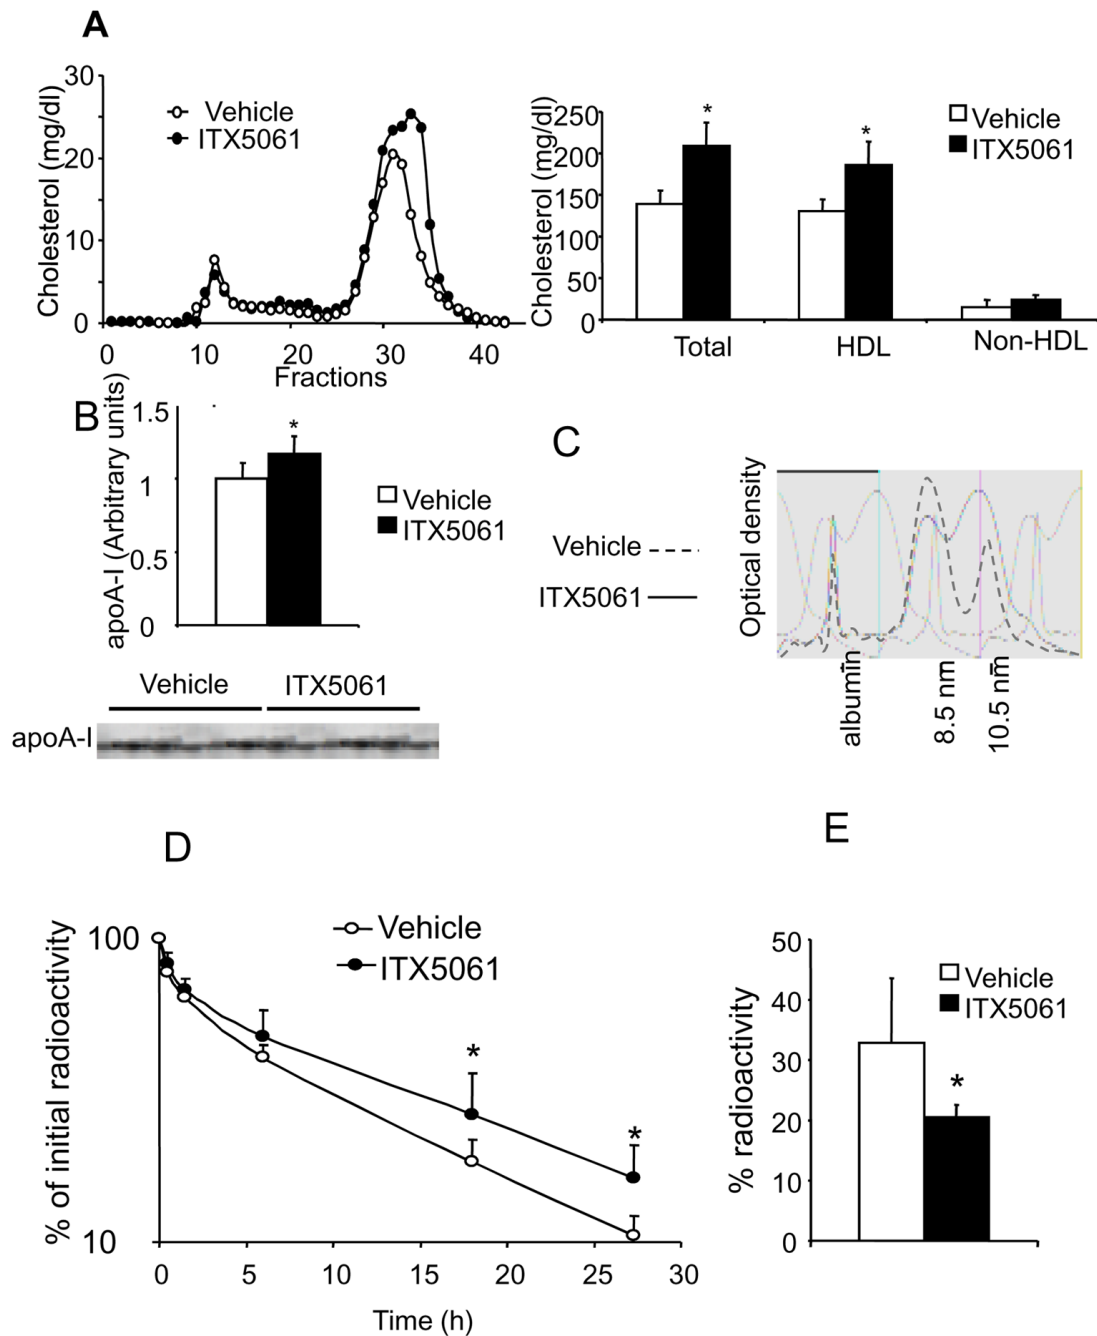 A
Cholesterol (mg/dl)
30
20
10
0
Vehicle
ITX5061
0 10 20 30 40
Fractions
Cholesterol (mg/dl)
250
200
150
100
50
0
* *
Vehicle
ITX5061
Total HDL Non-HDL
B
apoA-I (Arbitrary units)
1.5
1
0.5
0
*
Vehicle
ITX5061
Vehicle ITX5061
apoA-I
C
Vehicle
ITX5061
Optical density
albumin
8.5 nm
10.5 nm
D
% of initial radioactivity
100
10
Vehicle
ITX5061
*
*
0 5 10 15 20 25 30
Time (h)
E
% radioactivity
50
40
30
20
10
0
Vehicle
ITX5061
*